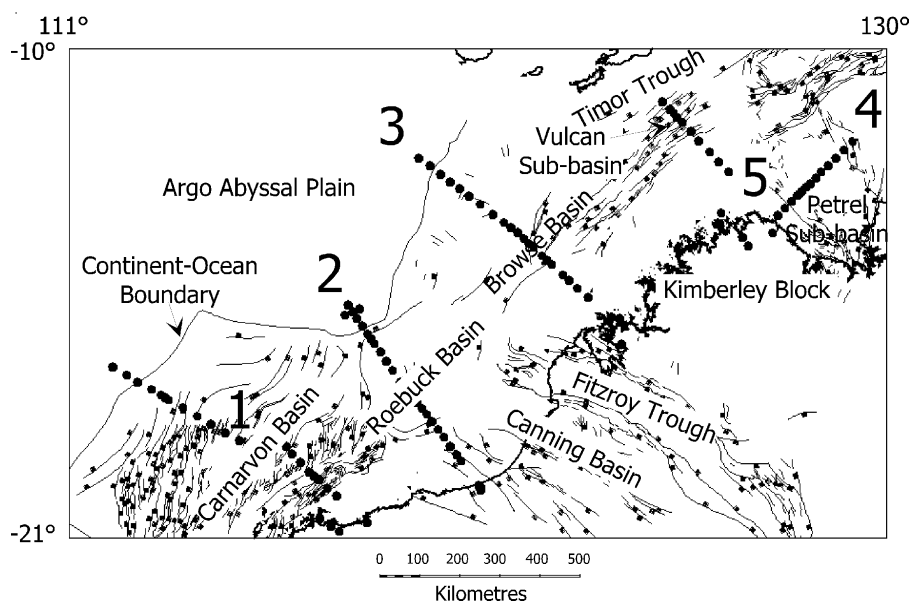 111°
130°
-10°
Timor Trough
3
4
Vulcan
Sub-basin
5
Argo Abyssal Plain
Petrel
Sub-basin
Browse Basin
Continent-Ocean
Boundary
2
Kimberley Block
Roebuck Basin
Fitzroy Trough
1
Carnarvon Basin
Canning Basin
-21°
0 100 200 300 400 500
Kilometres